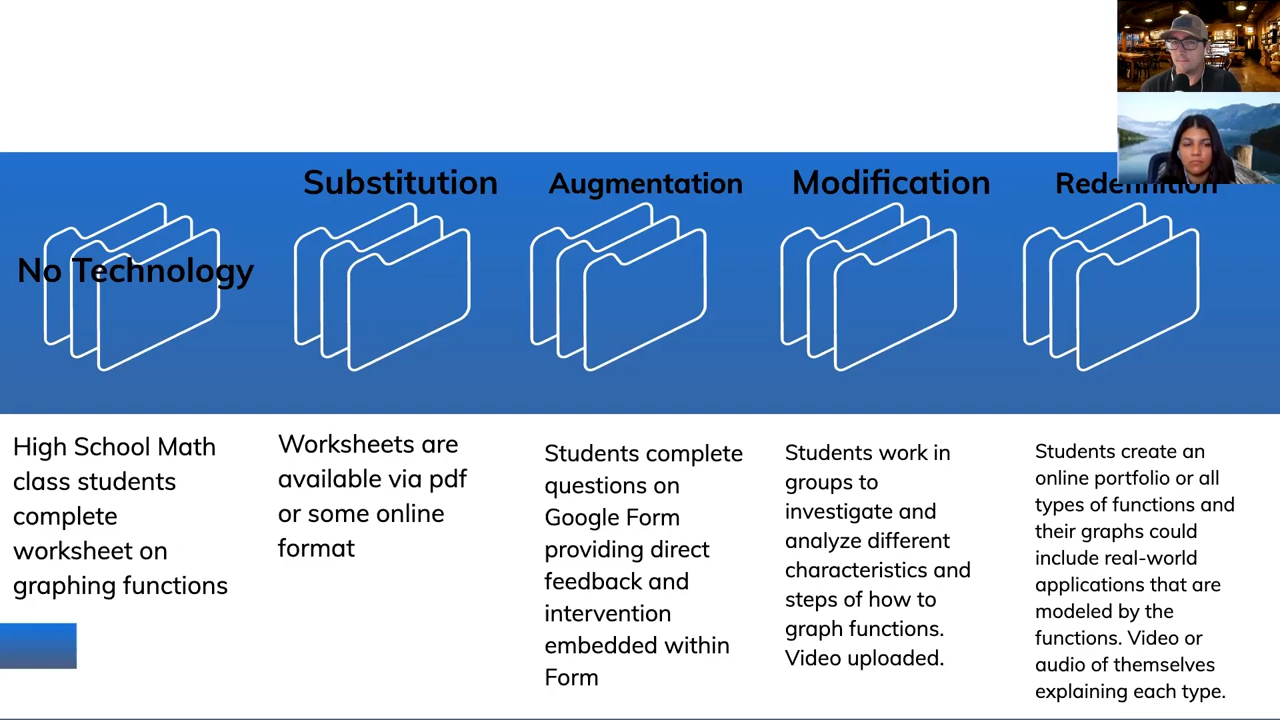 Substitution
Augmentation
Modification
Redefinition
No Technology
High School Math
class students
complete
worksheet on
graphing functions
Worksheets are
available via pdf
or some online
format
Students complete
questions on
Google Form
providing direct
feedback and
intervention
embedded within
Form
Students work in
groups to
investigate and
analyze different
characteristics and
steps of how to
graph functions.
Video uploaded.
Students create an
online portfolio or all
types of functions and
their graphs could
include real-world
applications that are
modeled by the
functions. Video or
audio of themselves
explaining each type.